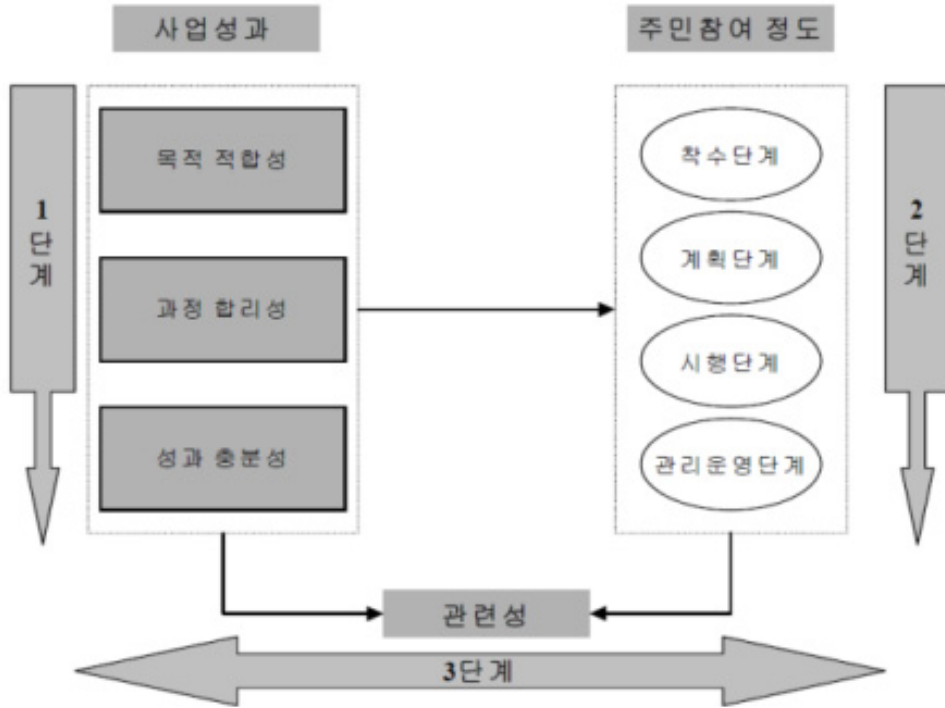 사업성과
주민참여 정도
1
단
계
목적 적합성
과정 합리성
성과 충분성
착수단계
계획단계
시행단계
관리운영단계
2
단
계
관련성
3단계